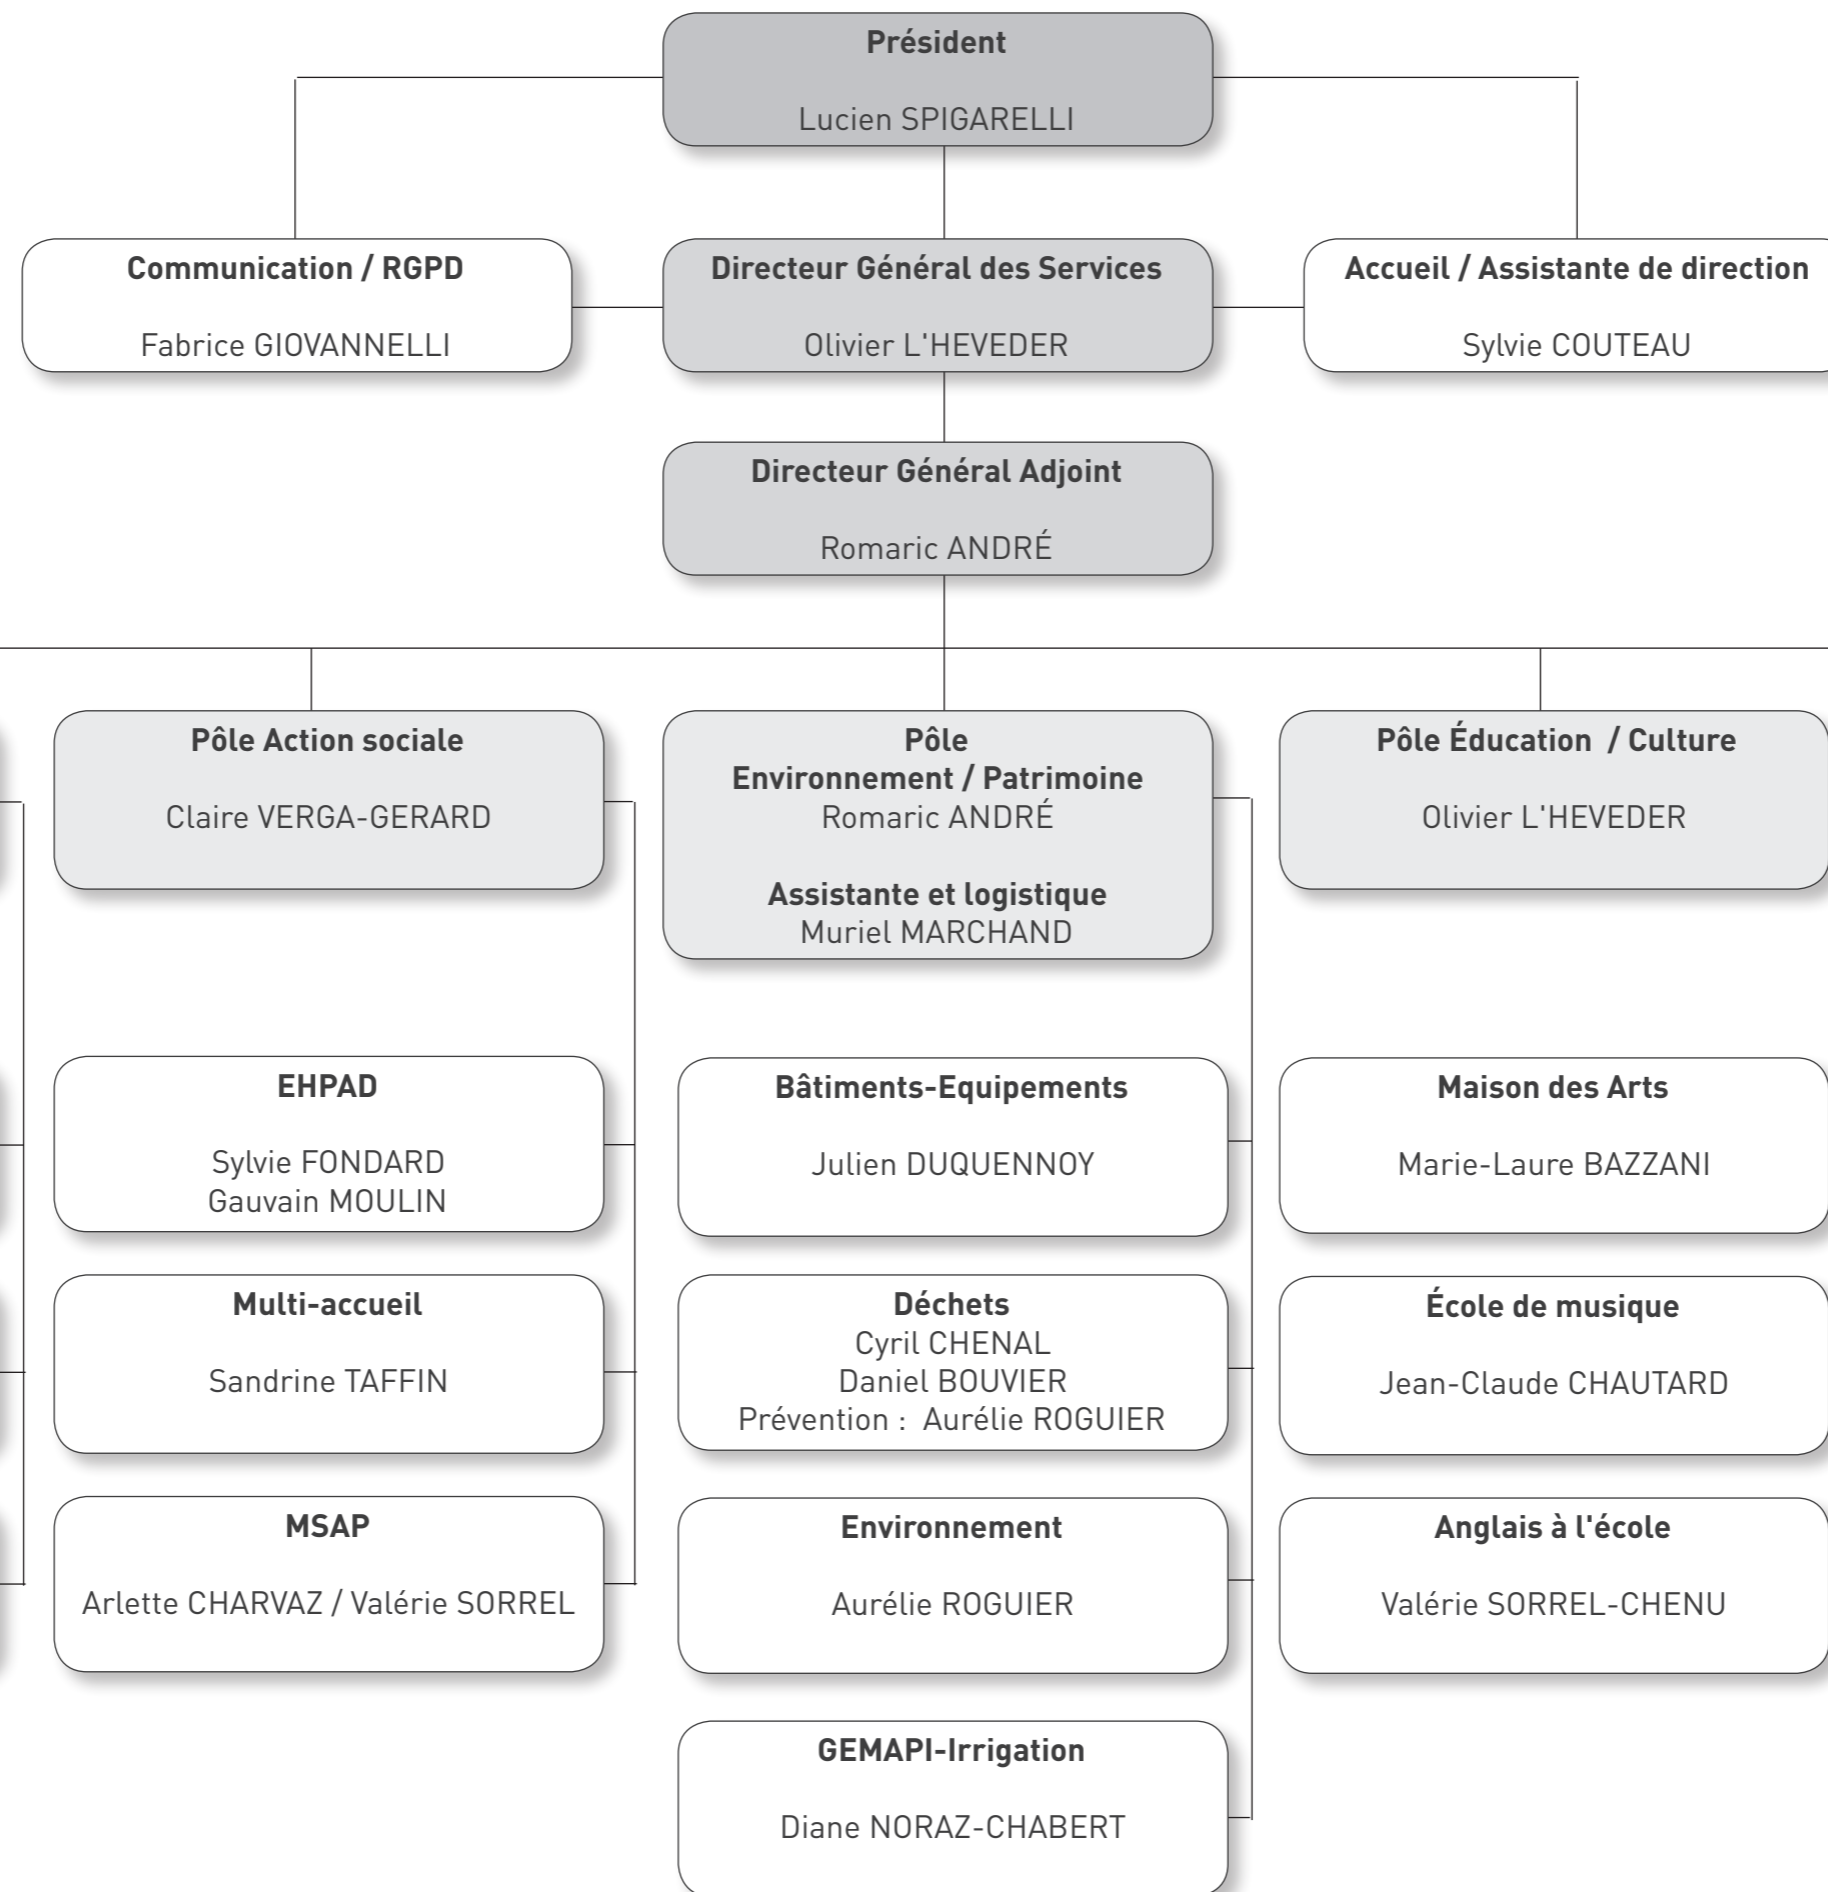 Président
Lucien SPIGARELLI
Communication / RGPD
Fabrice GIOVANNELLI
Directeur Général des Services
Olivier L'HEVEDER
Accueil / Assistante de direction
Sylvie COUTEAU
Directeur Général Adjoint
Romaric ANDRÉ
Pôle Action sociale
Claire VERGA-GERARD
EHPAD
Sylvie FONDARD
Gauvain MOULIN
Multi-accueil
Sandrine TAFFIN
MSAP
Arlette CHARVAZ / Valérie SORREL
Pôle
Environnement / Patrimoine
Romaric ANDRÉ
Assistante et logistique
Muriel MARCHAND
Bâtiments-Equipements
Julien DUQUENNOY
Déchets
Cyril CHENAL
Daniel BOUVIER
Prévention : Aurélie ROGUIER
Environnement
Aurélie ROGUIER
GEMAPI-Irrigation
Diane NORAZ-CHABERT
Pôle Éducation / Culture
Olivier L'HEVEDER
Maison des Arts
Marie-Laure BAZZANI
École de musique
Jean-Claude CHAUTARD
Anglais à l'école
Valérie SORREL-CHENU